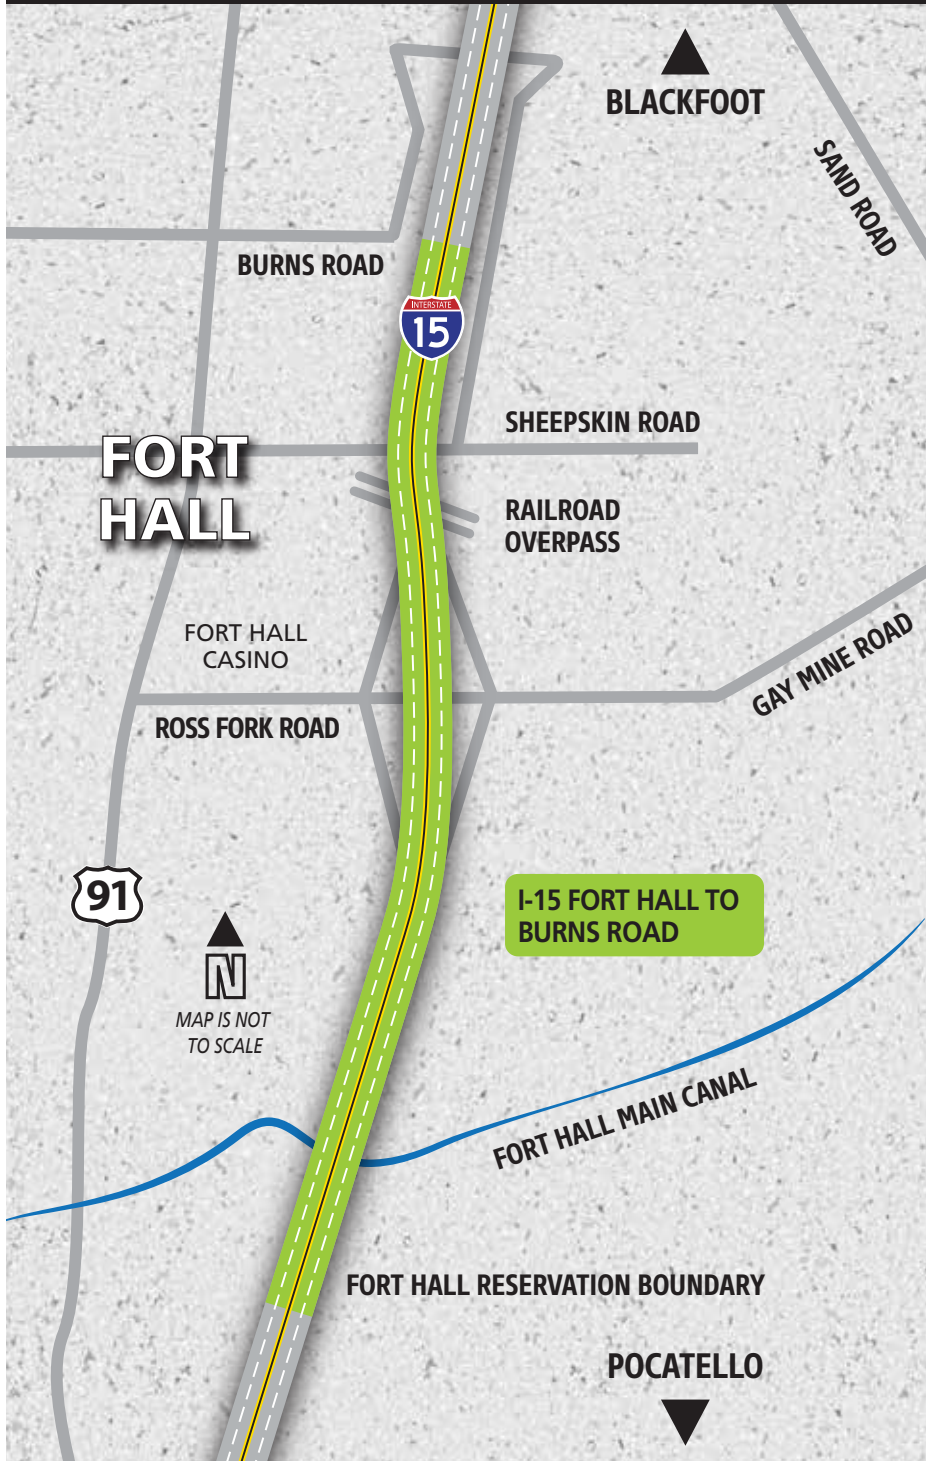 BLACKFOOT
SAND ROAD
BURNS ROAD
INTERSTATE
15
SHEEPSKIN ROAD
FORT
HALL
RAILROAD
OVERPASS
FORT HALL
CASINO
GAY MINE ROAD
ROSS FORK ROAD
91
I-15 FORT HALL TO
BURNS ROAD
N
MAP IS NOT
TO SCALE
FORT HALL MAIN CANAL
FORT HALL RESERVATION BOUNDARY
POCATELLO